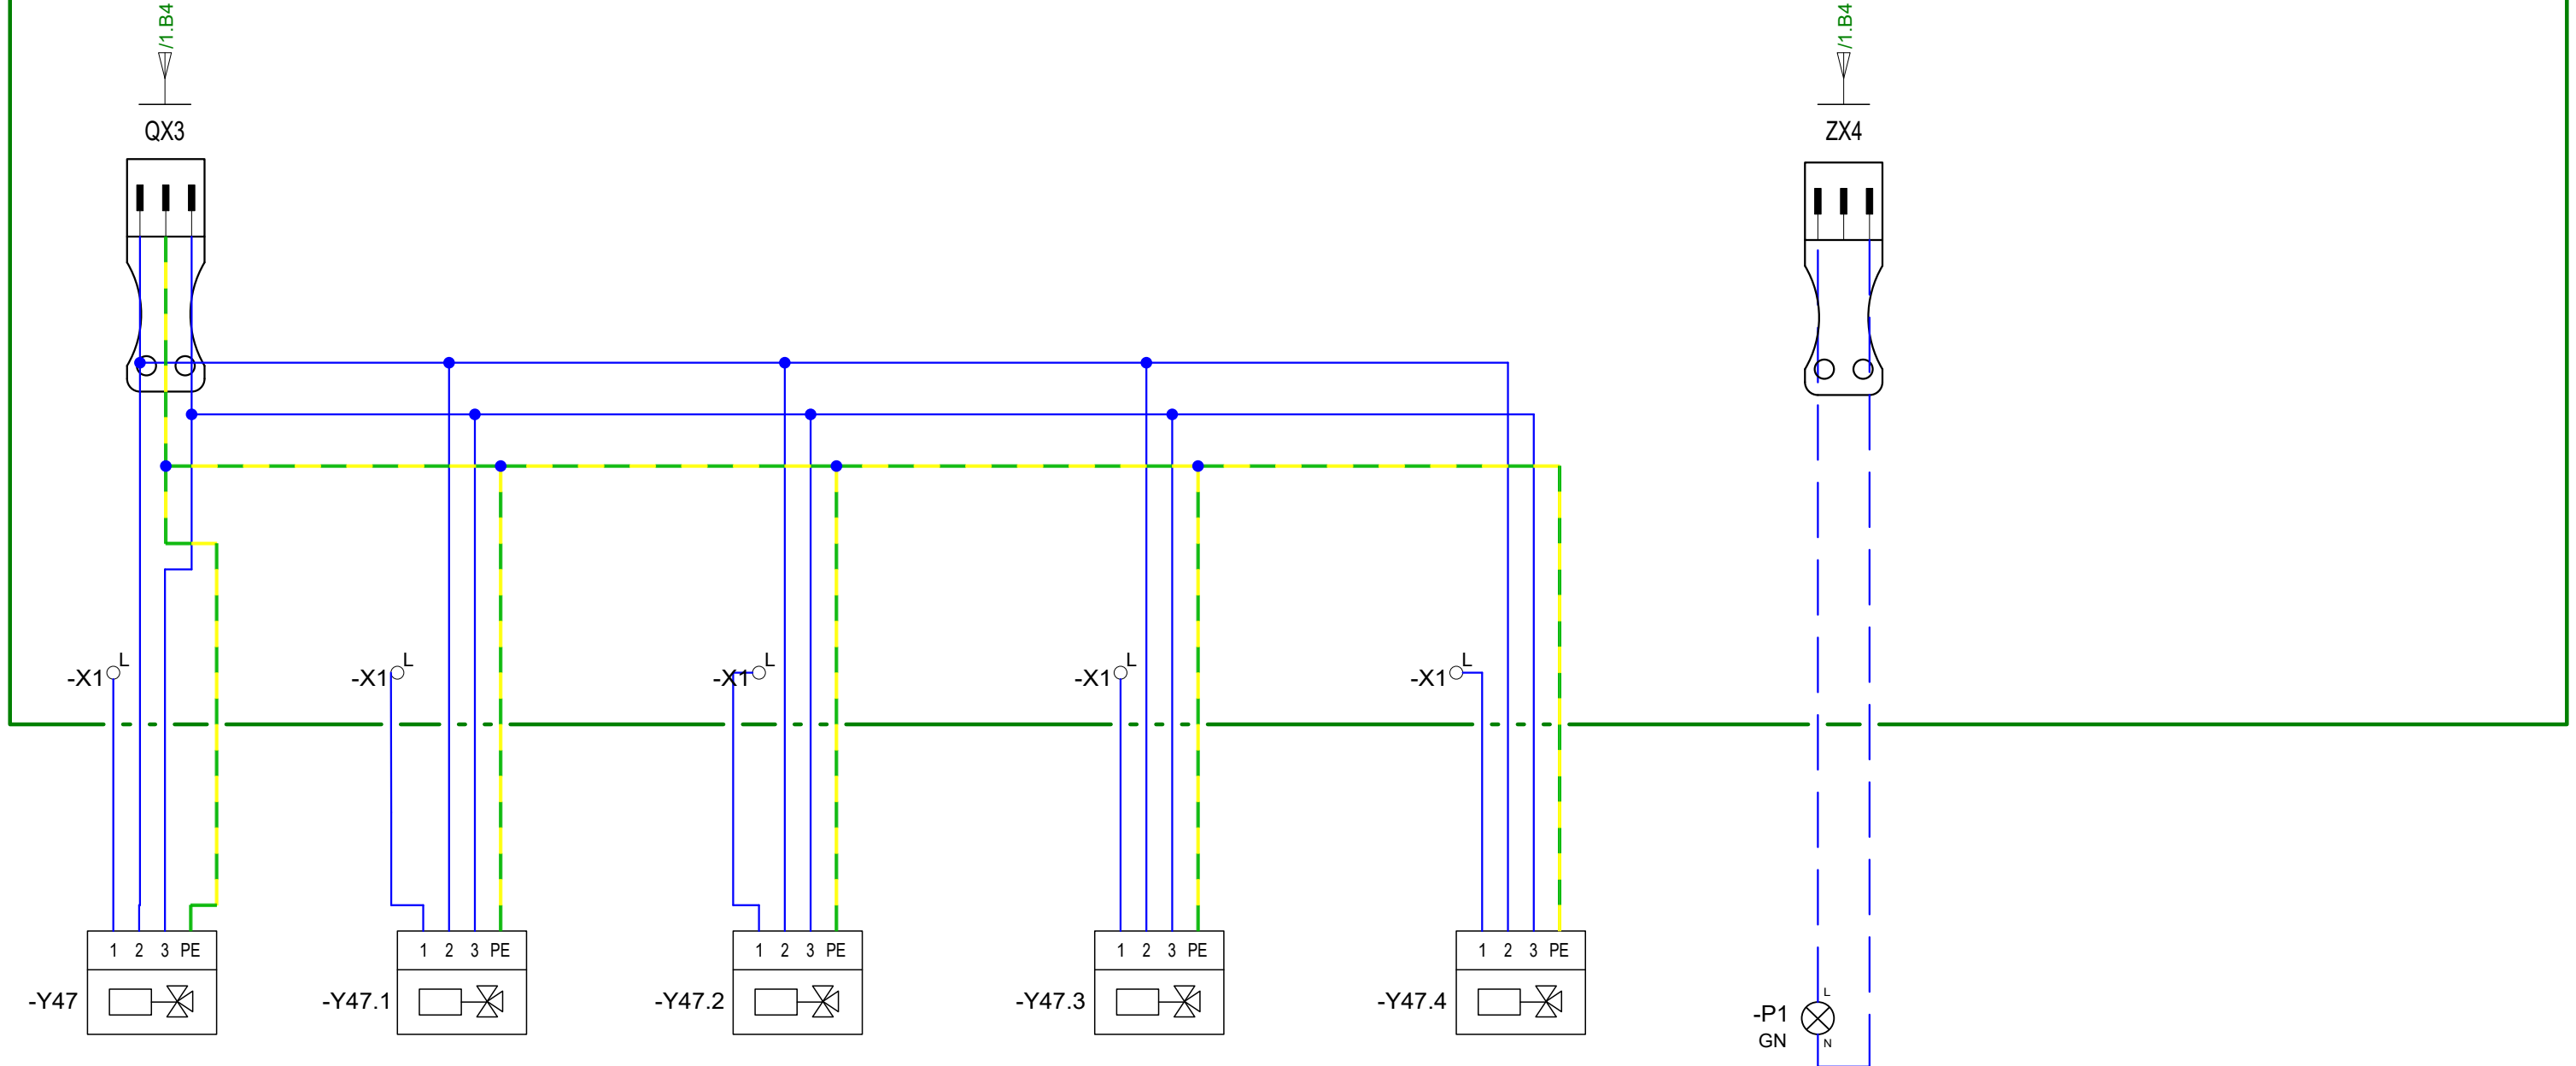 /1.B4
/1.B4
QX3
ZX4
-X1 L
-X1 L
-X1 L
-X1 L
-X1 L
1 2 3 PE
1 2 3 PE
1 2 3 PE
1 2 3 PE
1 2 3 PE
-Y47
-Y47.1
-Y47.2
-Y47.3
-Y47.4
L
-P1
GN
N